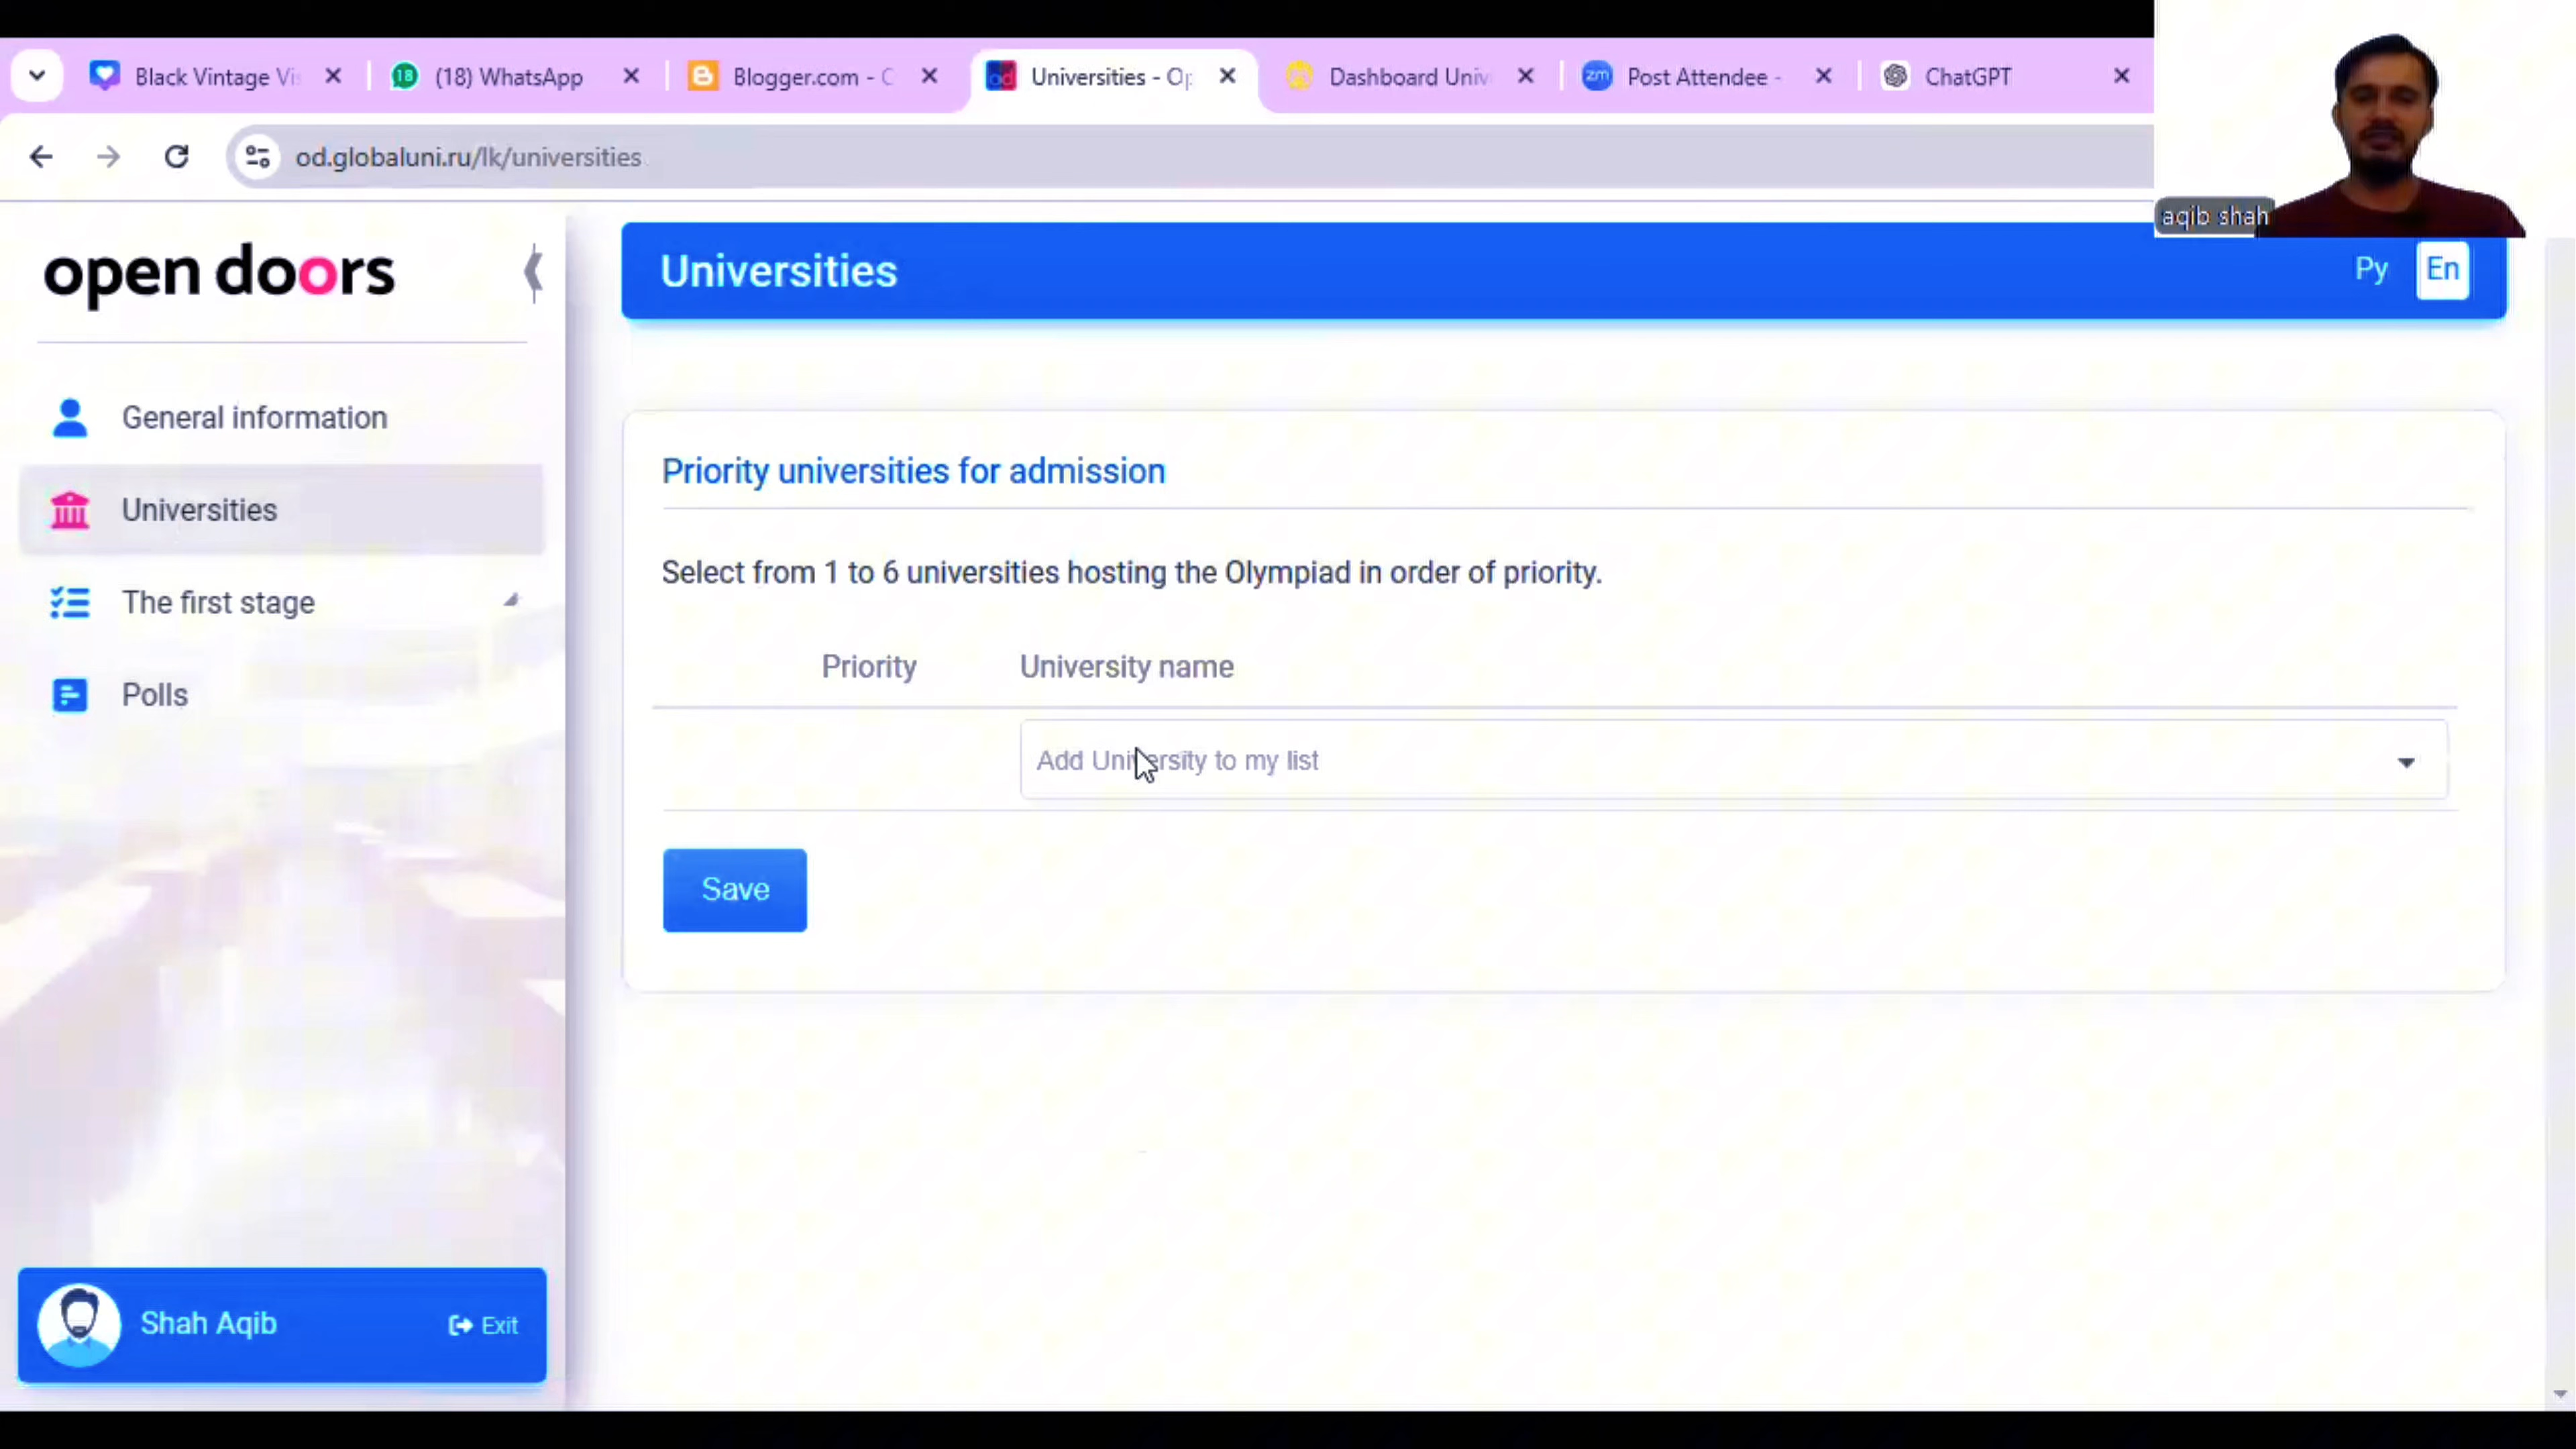 Black Vintage Vi
(18) WhatsApp
Blogger.com - C
Universities - Op
Dashboard Univ
Post Attendee -
ChatGPT
od.globaluni.ru/lk/universities
aqib shah
open doors
Universities
Ру
En
General information
Universities
The first stage
Polls
Priority universities for admission
Select from 1 to 6 universities hosting the Olympiad in order of priority.
Priority
University name
Add University to my list
Save
Shah Aqib
Exit